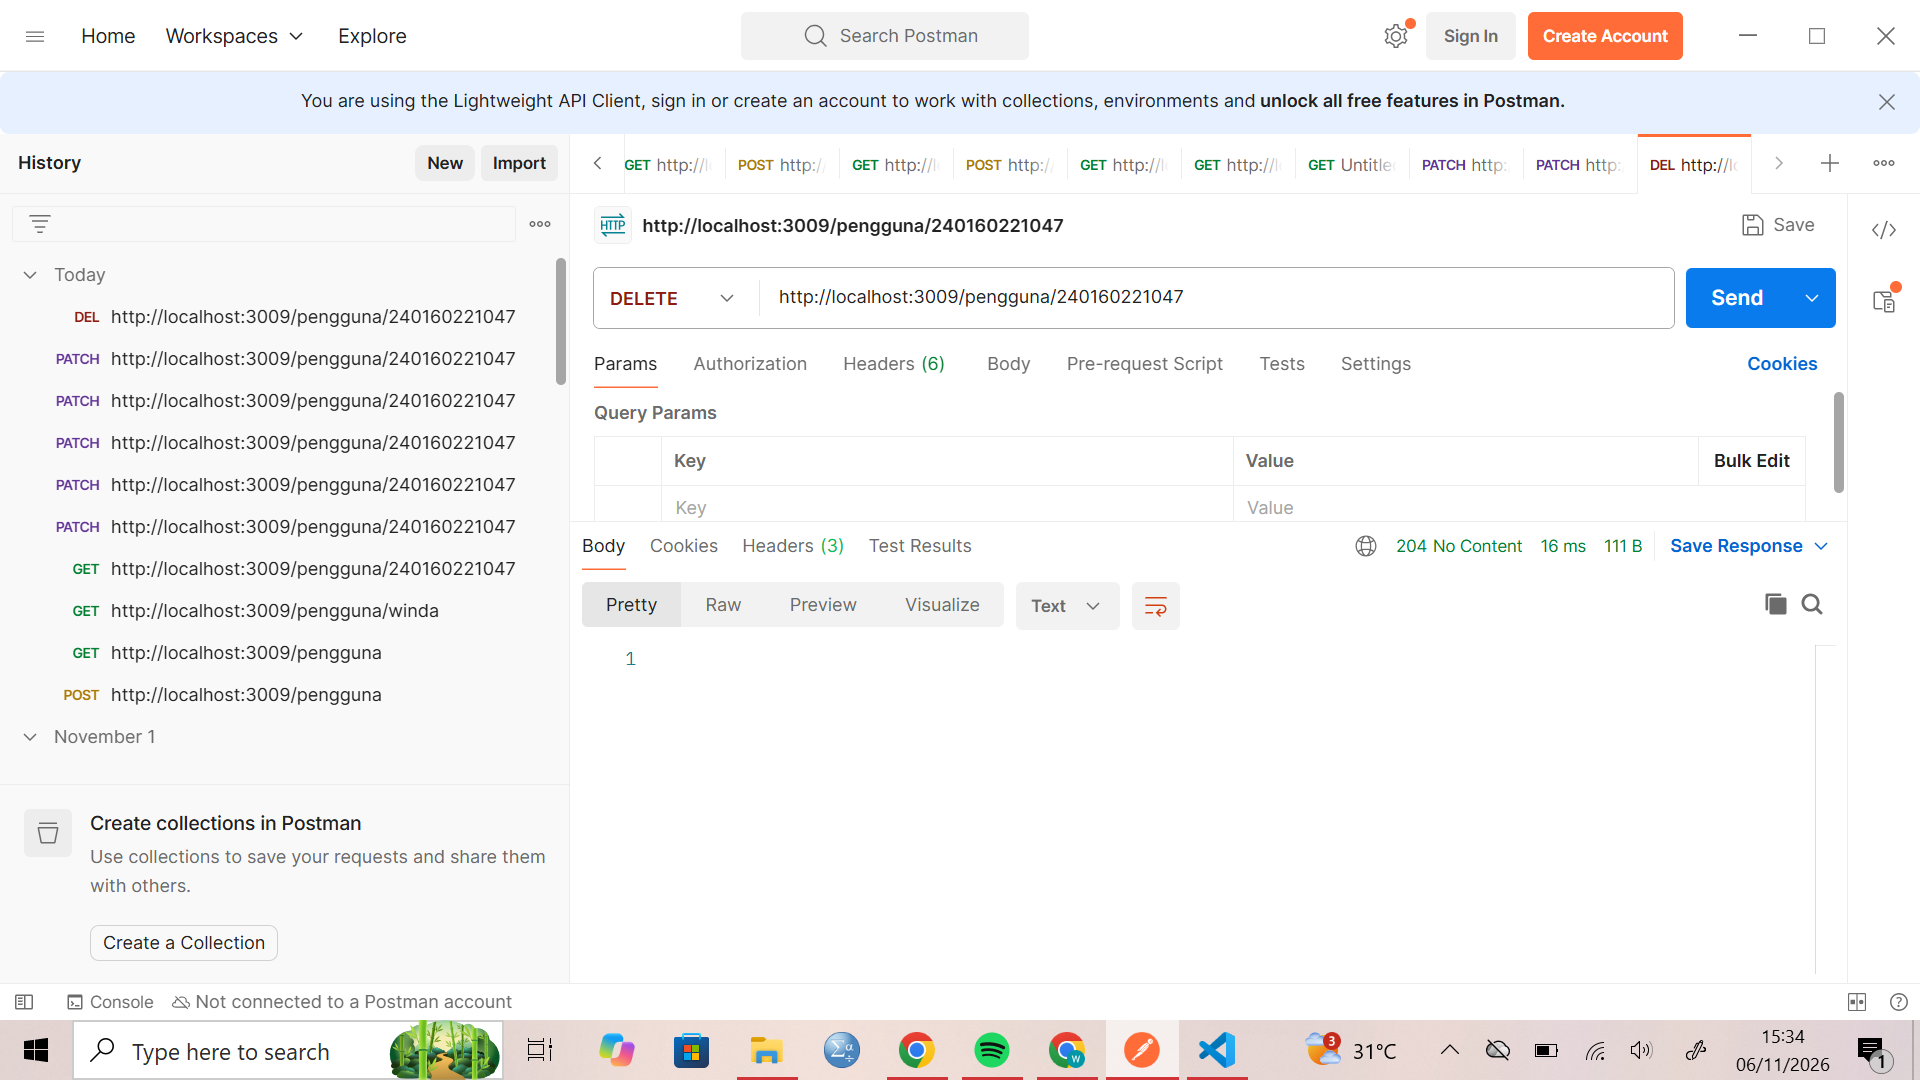 Home Workspaces Explore Search Postman Sign In Create Account
You are using the Lightweight API Client, sign in or create an account to work with collections, environments and unlock all free features in Postman.
History New Import
GET http://l
POST http:/
GET http://l
POST http:/
GET http://l
GET http://l
GET Untitle
PATCH http:
PATCH http:
DEL http://l
Today
DEL http://localhost:3009/pengguna/240160221047
PATCH http://localhost:3009/pengguna/240160221047
PATCH http://localhost:3009/pengguna/240160221047
PATCH http://localhost:3009/pengguna/240160221047
PATCH http://localhost:3009/pengguna/240160221047
PATCH http://localhost:3009/pengguna/240160221047
GET http://localhost:3009/pengguna/240160221047
GET http://localhost:3009/pengguna/winda
GET http://localhost:3009/pengguna
POST http://localhost:3009/pengguna
November 1
Create collections in Postman
Use collections to save your requests and share them
with others.
Create a Collection
HTTP http://localhost:3009/pengguna/240160221047 Save
DELETE http://localhost:3009/pengguna/240160221047 Send
Params Authorization Headers (6) Body Pre-request Script Tests Settings Cookies
Query Params
Key Value Bulk Edit
Key Value
Body Cookies Headers (3) Test Results 204 No Content 16 ms 111 B Save Response
Pretty Raw Preview Visualize Text
1
Console Not connected to a Postman account
Type here to search
3 31°C
15:34
06/11/2026
1